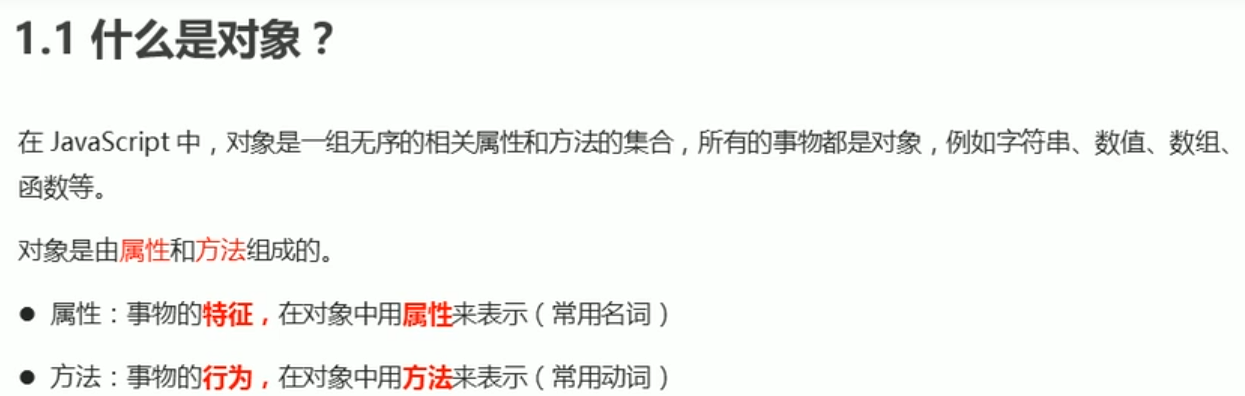 1.1 什么是对象？
在 JavaScript 中，对象是一组无序的相关属性和方法的集合，所有的事物都是对象，例如字符串、数值、数组、
函数等。
对象是由属性和方法组成的。
● 属性：事物的特征，在对象中用属性来表示（常用名词）
● 方法：事物的行为，在对象中用方法来表示（常用动词）